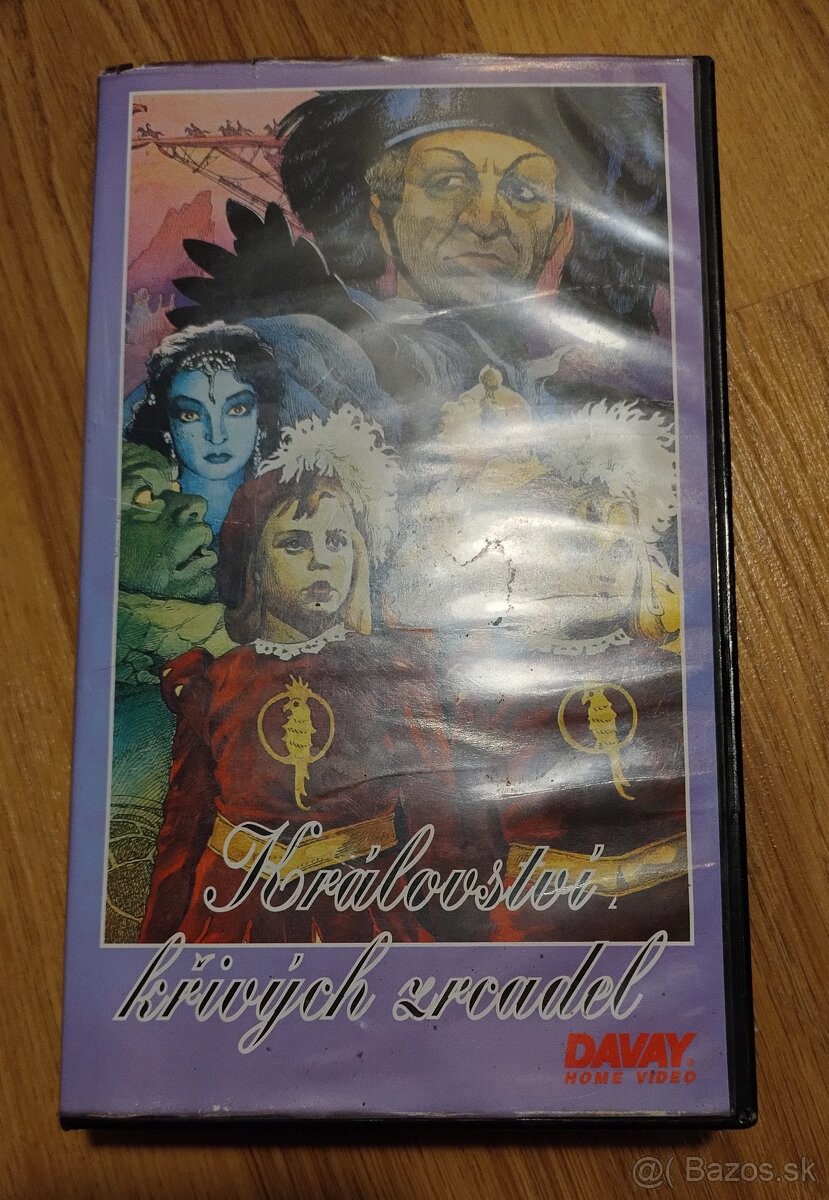 Království
křivých zrcadel
DAVAY
HOME VIDEO
@( Bazos.sk